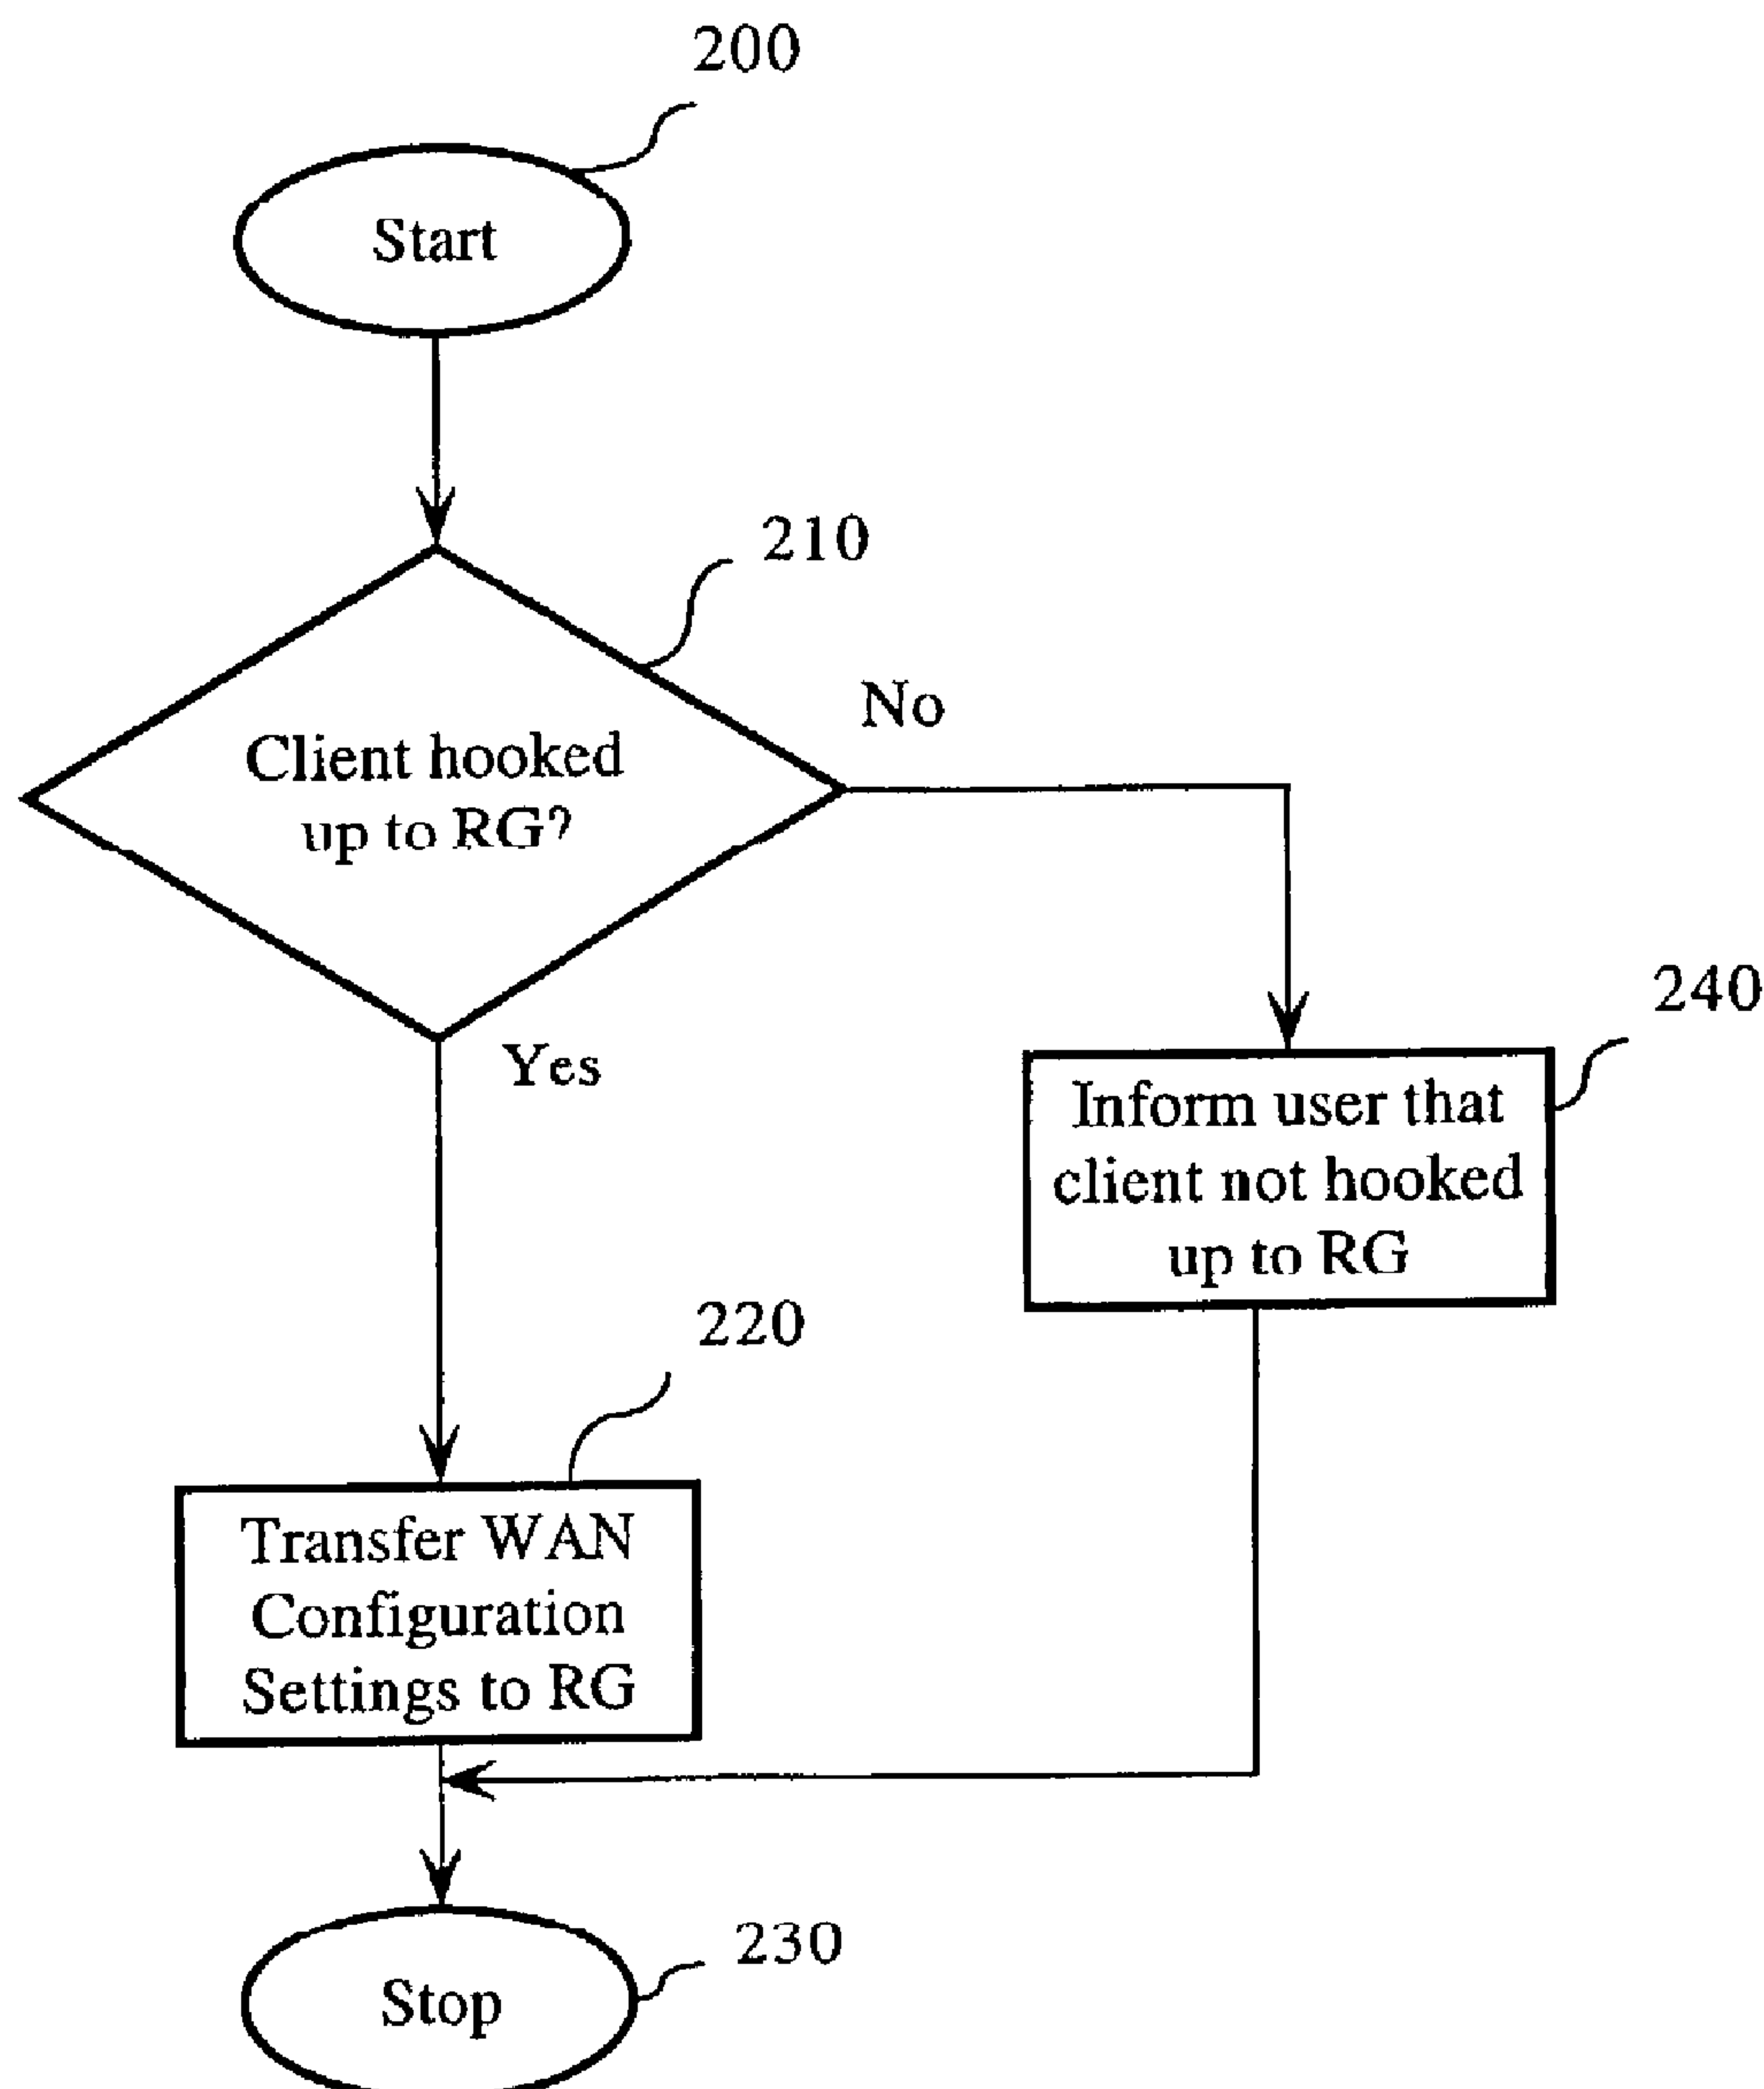 200
Start
210
No
Client hooked
up to RG?
Yes
240
Inform user that
client not hooked
up to RG
220
Transfer WAN
Configuration
Settings to RG
230
Stop